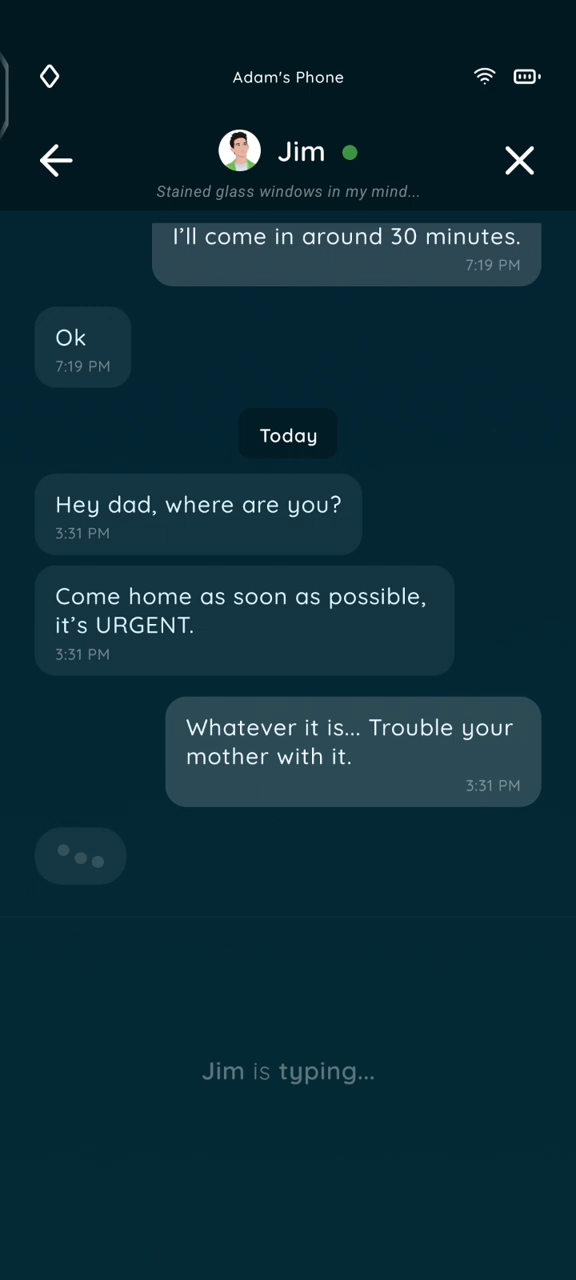 Adam's Phone
Jim
Stained glass windows in my mind...
I’ll come in around 30 minutes.
7:19 PM
Ok
7:19 PM
Today
Hey dad, where are you?
3:31 PM
Come home as soon as possible,
it’s URGENT.
3:31 PM
Whatever it is... Trouble your
mother with it.
3:31 PM
Jim is typing...